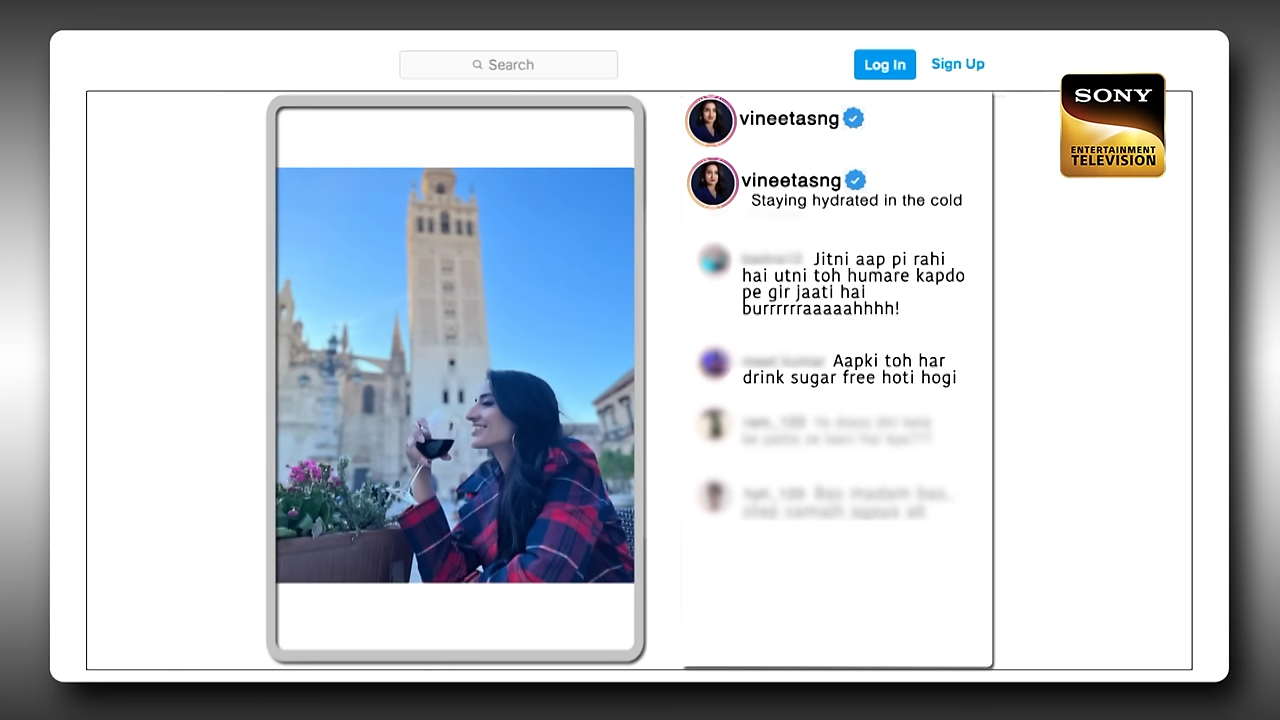 Search
Log In
Sign Up
SONY
ENTERTAINMENT
TELEVISION
vineetasng
vineetasng
Staying hydrated in the cold
Jitni aap pi rahi
hai utni toh humare kapdo
pe gir jaati hai
burrrrrraaaaahhhh!
Aapki toh har
drink sugar free hoti hogi